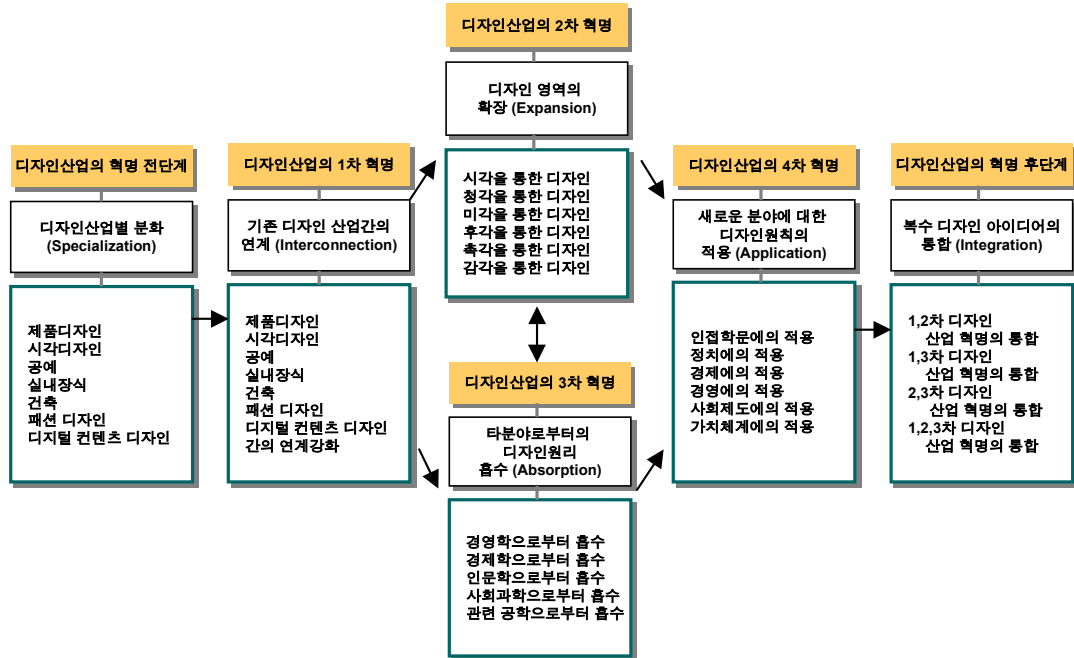 디자인산업의 혁명 전단계
디자인산업별 분화
(Specialization)
제품디자인
시각디자인
공예
실내장식
건축
패션 디자인
디지털 컨텐츠 디자인
디자인산업의 1차 혁명
기존 디자인 산업간의
연계 (Interconnection)
제품디자인
시각디자인
공예
실내장식
건축
패션 디자인
디지털 컨텐츠 디자인
간의 연계강화
디자인산업의 2차 혁명
디자인 영역의
확장 (Expansion)
시각을 통한 디자인
청각을 통한 디자인
미각을 통한 디자인
후각을 통한 디자인
촉각을 통한 디자인
감각을 통한 디자인
디자인산업의 3차 혁명
타분야로부터의
디자인원리
흡수 (Absorption)
경영학으로부터 흡수
경제학으로부터 흡수
인문학으로부터 흡수
사회과학으로부터 흡수
관련 공학으로부터 흡수
디자인산업의 4차 혁명
새로운 분야에 대한
디자인원칙의
적용 (Application)
인접학문에의 적용
정치에의 적용
경제에의 적용
경영에의 적용
사회제도에의 적용
가치체계에의 적용
디자인산업의 혁명 후단계
복수 디자인 아이디어의
통합 (Integration)
1,2차 디자인
산업 혁명의 통합
1,3차 디자인
산업 혁명의 통합
2,3차 디자인
산업 혁명의 통합
1,2,3차 디자인
산업 혁명의 통합